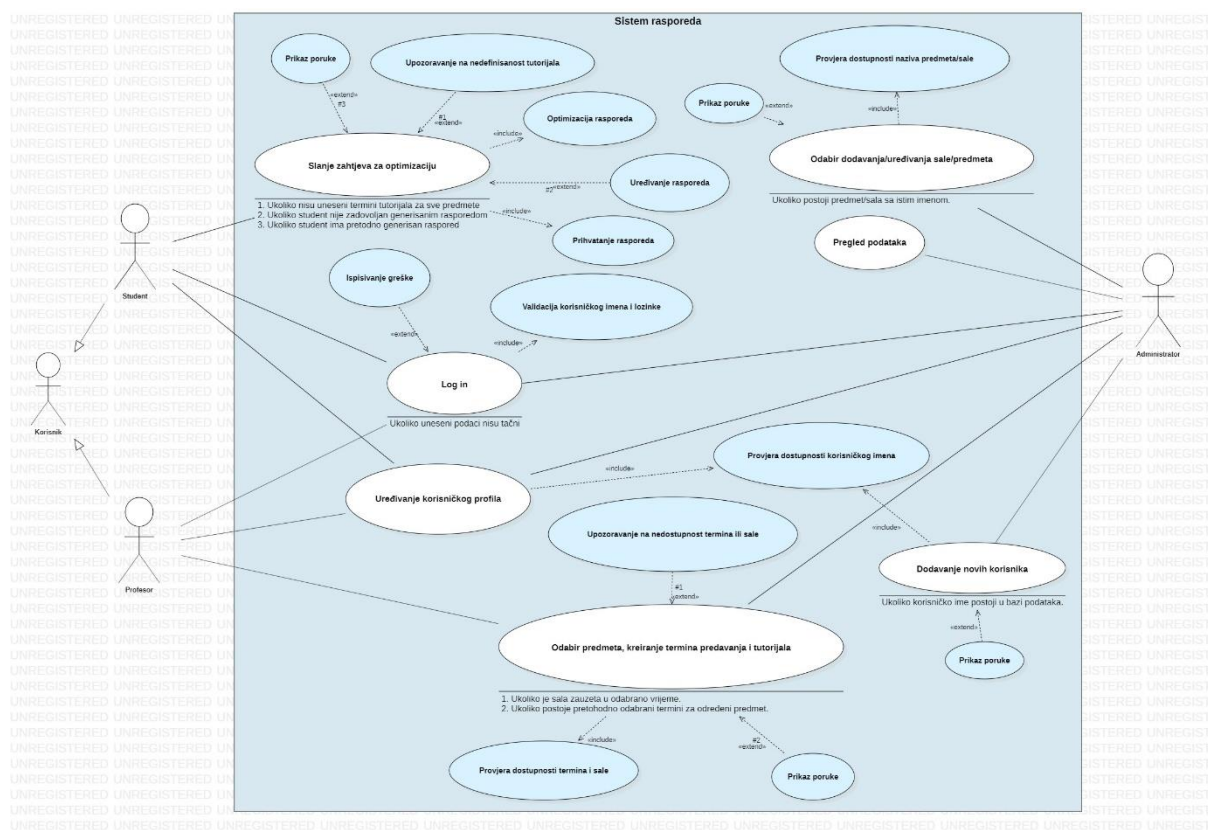 Sistem rasporeda
Prikaz poruke
Upozoravanje na nedefinisanost tutorijala
Provjera dostupnosti naziva predmeta/sale
«extend»
#3
#1
«extend»
Optimizacija rasporeda
«include»
Prikaz poruke
«extend»
«include»
Slanje zahtjeva za optimizaciju
Odabir dodavanja/uređivanja sale/predmeta
#2
«extend»
Uređivanje rasporeda
1. Ukoliko nisu uneseni termini tutorijala za sve predmete
2. Ukoliko student nije zadovoljan generisanim rasporedom
3. Ukoliko student ima pretodno generisan raspored
«include»
Ukoliko postoji predmet/sala sa istim imenom.
Prihvatanje rasporeda
Pregled podataka
Student
Ispisivanje greške
Validacija korisničkog imena i lozinke
«extend»
«include»
Administrator
Log in
Ukoliko uneseni podaci nisu tačni
Korisnik
Provjera dostupnosti korisničkog imena
«include»
Uređivanje korisničkog profila
«include»
Upozoravanje na nedostupnost termina ili sale
Dodavanje novih korisnika
Profesor
#1
«extend»
Ukoliko korisničko ime postoji u bazi podataka.
«extend»
Odabir predmeta, kreiranje termina predavanja i tutorijala
Prikaz poruke
1. Ukoliko je sala zauzeta u odabrano vrijeme.
2. Ukoliko postoje pretohodno odabrani termini za određeni predmet.
«include»
#2
«extend»
Provjera dostupnosti termina i sale
Prikaz poruke
UNREGISTERED UNREGISTERED UNREGISTERED UNREGISTERED UNREGISTERED UNREGISTERED